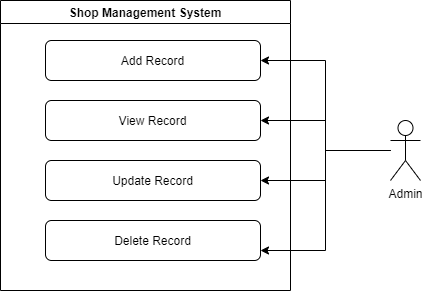 Shop Management System
Add Record
View Record
Update Record
Delete Record
Admin